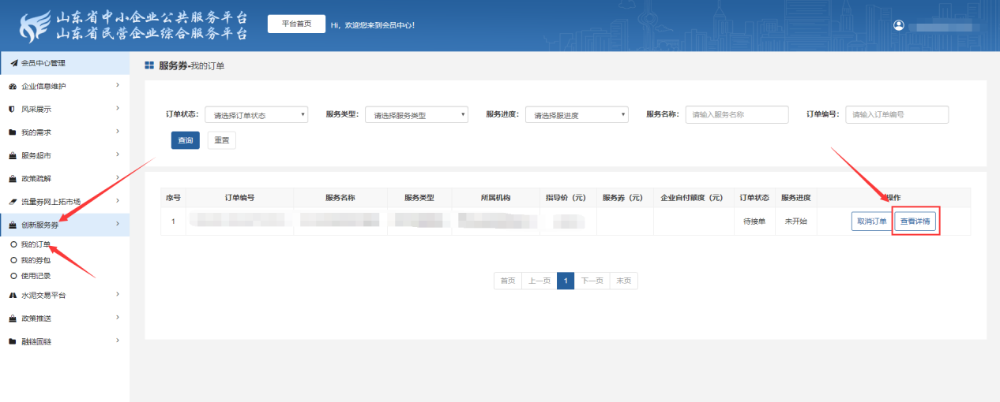 山东省中小企业公共服务平台
山东省民营企业综合服务平台
平台首页
Hi，欢迎您来到会员中心！
会员中心管理
企业信息维护
风采展示
我的需求
服务超市
政策疏解
流量券网上拓市场
创新服务券
我的订单
我的券包
使用记录
水泥交易平台
政策推送
融链固链
服务券-我的订单
订单状态： 请选择订单状态 服务类型： 请选择服务类型 服务进度： 请选择服进度 服务名称： 请输入服务名称 订单编号： 请输入订单编号
查询 重置
序号 订单编号 服务名称 服务类型 所属机构 指导价（元） 服务券（元） 企业自付额度（元） 订单状态 服务进度 操作
1 待接单 未开始 取消订单 查看详情
首页 上一页 1 下一页 末页